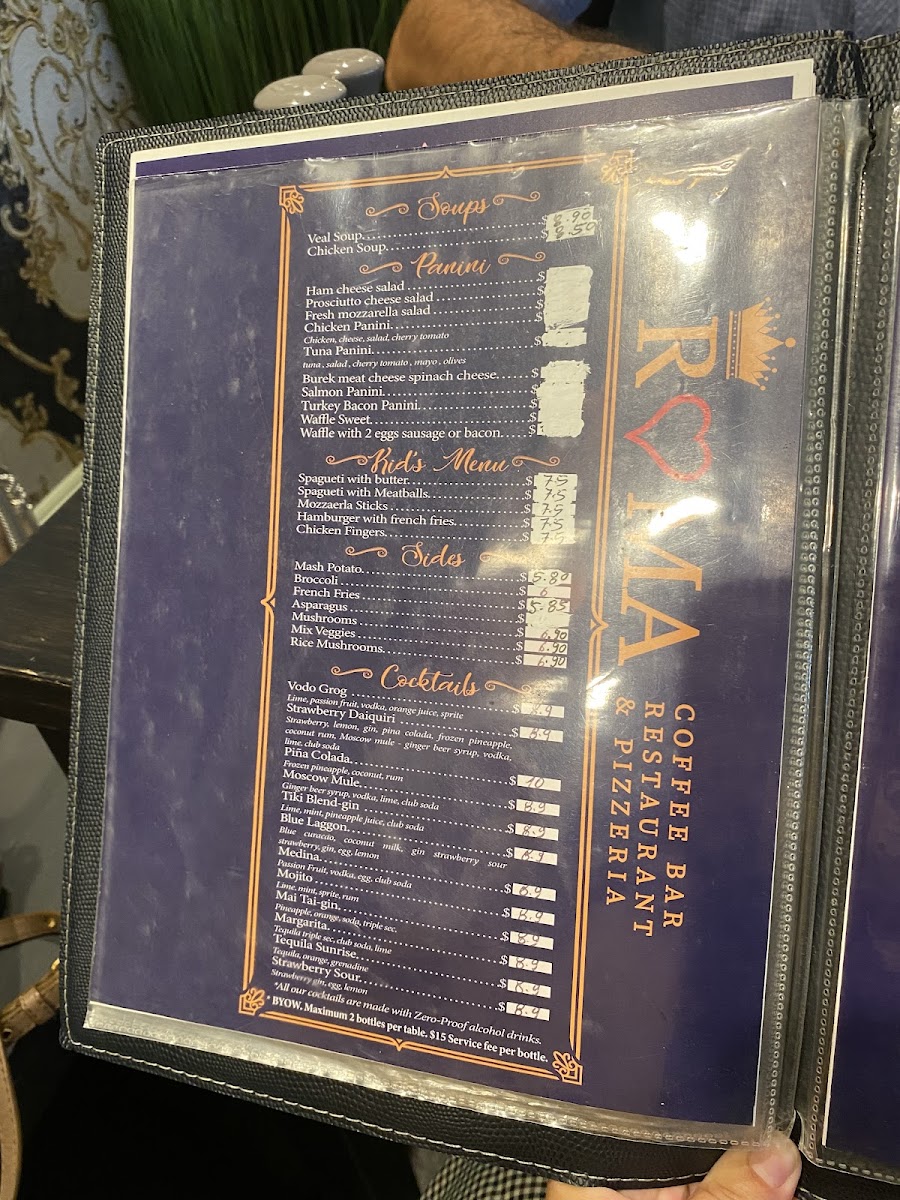 Soups
Veal Soup........ $ 8.90
Chicken Soup........ $ 8.50
Panini
Ham cheese salad........ $
Prosciutto cheese salad........ $
Fresh mozzarella salad........ $
Chicken Panini........ $
Chicken, cheese, salad, cherry tomato
Tuna Panini........ $
tuna , salad , cherry tomato , mayo , olives
Burek meat cheese spinach cheese........ $
Salmon Panini........ $
Turkey Bacon Panini........ $
Waffle Sweet........ $
Waffle with 2 eggs sausage or bacon........ $
Kid's Menu
Spagueti with butter........ $ 7.5
Spagueti with Meatballs........ $ 7.5
Mozzaerla Sticks........ $ 7.5
Hamburger with french fries........ $ 7.5
Chicken Fingers........ $ 7.5
Sides
Mash Potato........ $ 5.80
Broccoli........ $ 6
French Fries........ $ 5.85
Asparagus........ $
Mushrooms........ $ 6.90
Mix Veggies........ $ 6.90
Rice Mushrooms........ $ 6.90
Cocktails
Vodo Grog........ $ 8.9
Lime, passion fruit, vodka, orange juice, sprite
Strawberry Daiquiri........ $ 8.9
Strawberry, lemon, gin, pina colada, frozen pineapple,
coconut rum, Moscow mule - ginger beer syrup, vodka,
lime, club soda
Piña Colada........ $ 10
Frozen pineapple, coconut, rum
Moscow Mule........ $ 8.9
Ginger beer syrup, vodka, lime, club soda
Tiki Blend-gin........ $ 8.9
Lime, mint, pineapple juice, club soda
Blue Laggon........ $ 8.9
Blue curacao, coconut milk, gin strawberry sour
strawberry, gin, egg, lemon
Medina........ $ 8.9
Passion Fruit, vodka, egg, club soda
Mojito........ $ 8.9
Lime, mint, sprite, rum
Mai Tai-gin........ $ 8.9
Pineapple, orange, soda, triple sec.
Margarita........ $ 8.9
Tequila triple sec, club soda, lime
Tequila Sunrise........ $ 8.9
Tequila, orange, grenadine
Strawberry Sour........ $ 8.9
Strawberry gin, egg, lemon
*All our cocktails are made with Zero-Proof alcohol drinks.
* BYOW. Maximum 2 bottles per table. $15 Service fee per bottle.
R♡MA
COFFEE BAR
RESTAURANT
& PIZZERIA